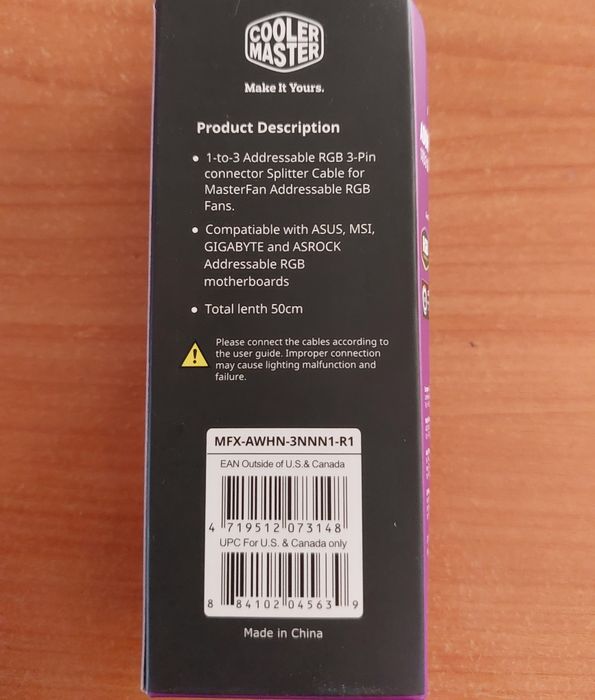 COOLER
MASTER
Make It Yours.
Product Description
• 1-to-3 Addressable RGB 3-Pin
connector Splitter Cable for
MasterFan Addressable RGB
Fans.
• Compatiable with ASUS, MSI,
GIGABYTE and ASROCK
Addressable RGB
motherboards
• Total lenth 50cm
Please connect the cables according to
the user guide. Improper connection
may cause lighting malfunction and
failure.
MFX-AWHN-3NNN1-R1
EAN Outside of U.S.& Canada
4 719512 073148
UPC For U.S. & Canada only
8 84102 04563 9
Made in China